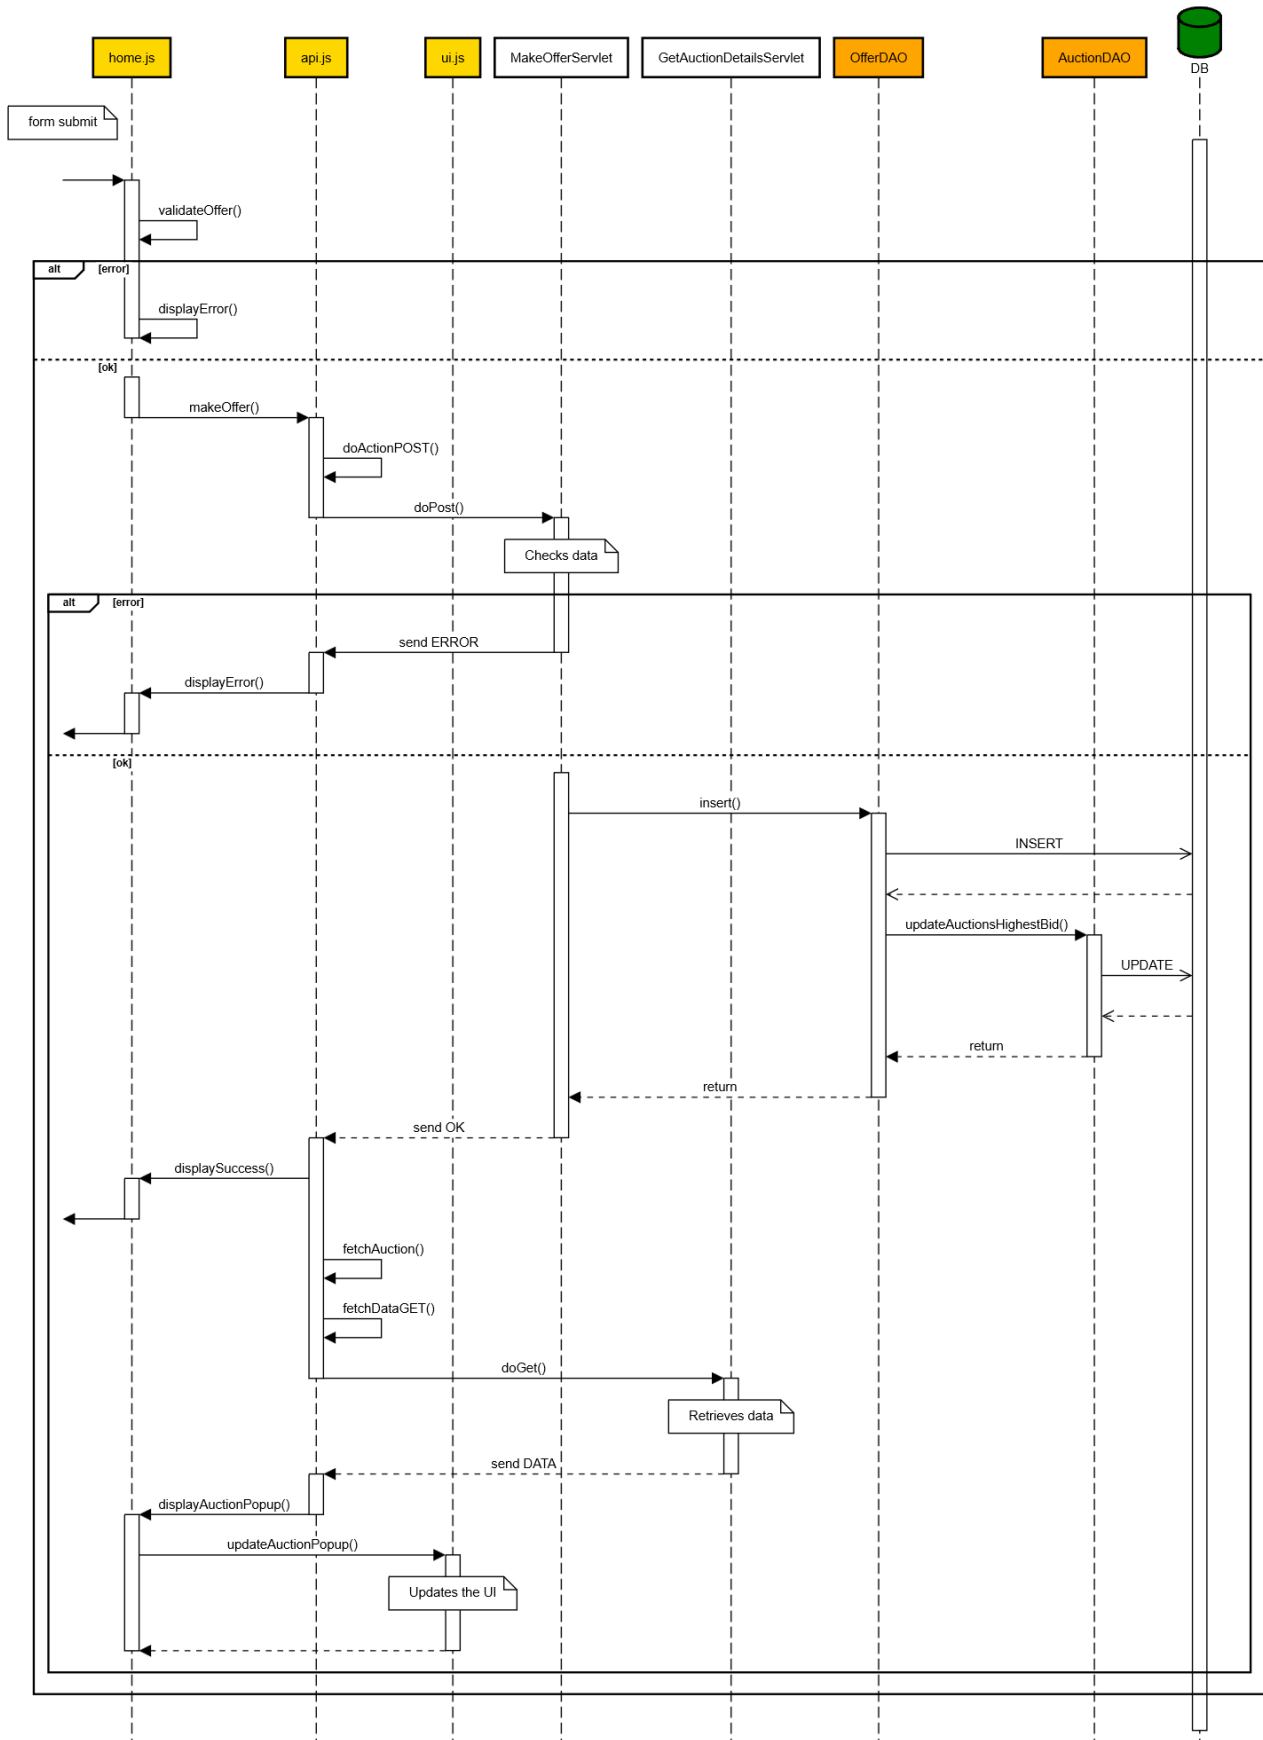 home.js
api.js
ui.js
MakeOfferServlet
GetAuctionDetailsServlet
OfferDAO
AuctionDAO
DB
form submit
validateOffer()
alt
[error]
displayError()
[ok]
makeOffer()
doActionPOST()
doPost()
Checks data
alt
[error]
send ERROR
displayError()
[ok]
insert()
INSERT
updateAuctionsHighestBid()
UPDATE
return
return
send OK
displaySuccess()
fetchAuction()
fetchDataGET()
doGet()
Retrieves data
send DATA
displayAuctionPopup()
updateAuctionPopup()
Updates the UI